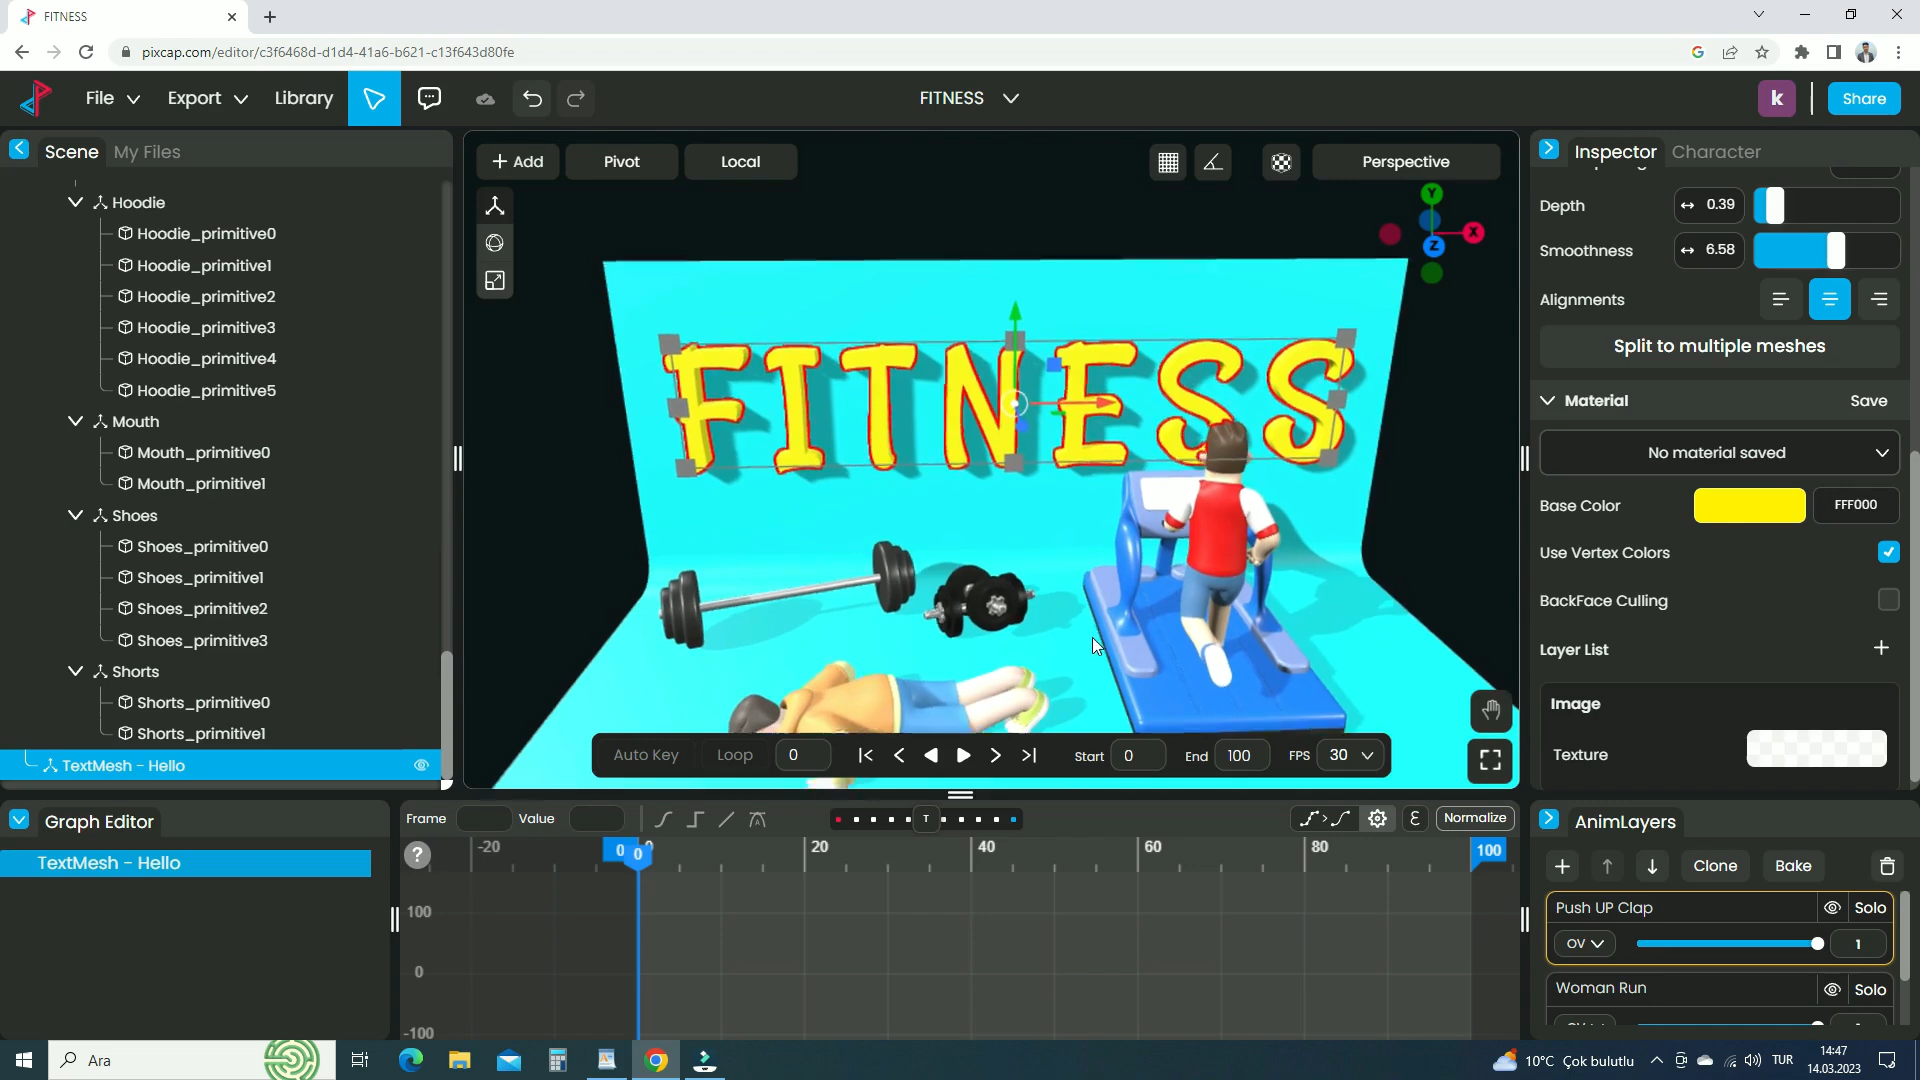 FITNESS
pixcap.com/editor/c3f6468d-d1d4-41a6-b621-c13f643d80fe
File
Export
Library
FITNESS
k
Share
Scene
My Files
Hoodie
Hoodie_primitive0
Hoodie_primitive1
Hoodie_primitive2
Hoodie_primitive3
Hoodie_primitive4
Hoodie_primitive5
Mouth
Mouth_primitive0
Mouth_primitive1
Shoes
Shoes_primitive0
Shoes_primitive1
Shoes_primitive2
Shoes_primitive3
Shorts
Shorts_primitive0
Shorts_primitive1
TextMesh - Hello
+ Add
Pivot
Local
Perspective
Y
X
Z
FITNESS
Auto Key
Loop
0
Start
0
End
100
FPS
30
Inspector
Character
Depth
0.39
Smoothness
6.58
Alignments
Split to multiple meshes
Material
Save
No material saved
Base Color
FFF000
Use Vertex Colors
BackFace Culling
Layer List
Image
Texture
Graph Editor
TextMesh - Hello
Frame
Value
T
Normalize
-20
0
0
20
40
60
80
100
100
0
-100
AnimLayers
Clone
Bake
Push UP Clap
Solo
OV
1
Woman Run
Solo
Ara
10°C Çok bulutlu
TUR
14:47
14.03.2023